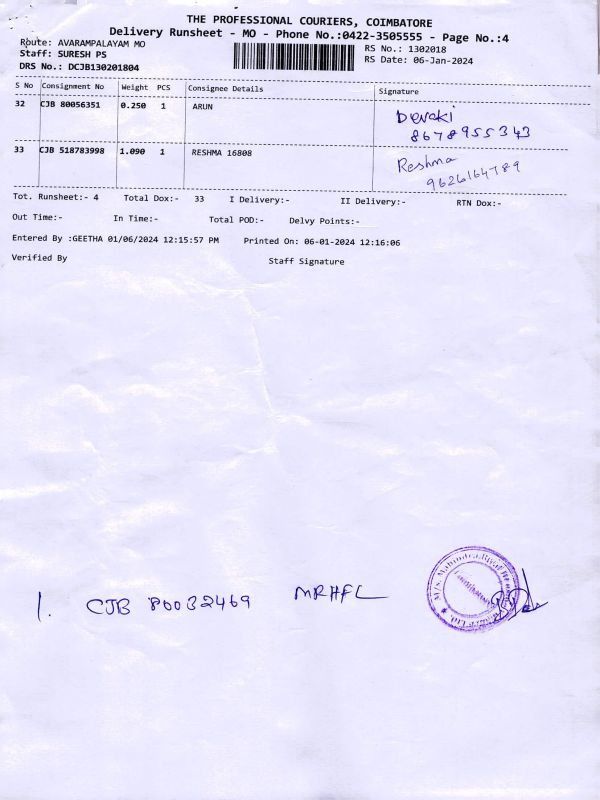 THE PROFESSIONAL COURIERS, COIMBATORE
Delivery Runsheet - MO - Phone No.:0422-3505555 - Page No.:4
Route: AVARAMPALAYAM MO
RS No.: 1302018
Staff: SURESH PS
RS Date: 06-Jan-2024
DRS No.: DCJB130201804
S No Consignment No Weight PCS Consignee Details Signature
32 CJB 80056351 0.250 1 ARUN
Devaki
8678955343
33 CJB 518783998 1.090 1 RESHMA 16808
Reshma
9626164789
Tot. Runsheet:- 4 Total Dox:- 33 I Delivery:- II Delivery:- RTN Dox:-
Out Time:- In Time:- Total POD:- Delvy Points:-
Entered By :GEETHA 01/06/2024 12:15:57 PM Printed On: 06-01-2024 12:16:06
Verified By Staff Signature
1. CJB 80032469 MRHFL
M/s. Mahindra Rural